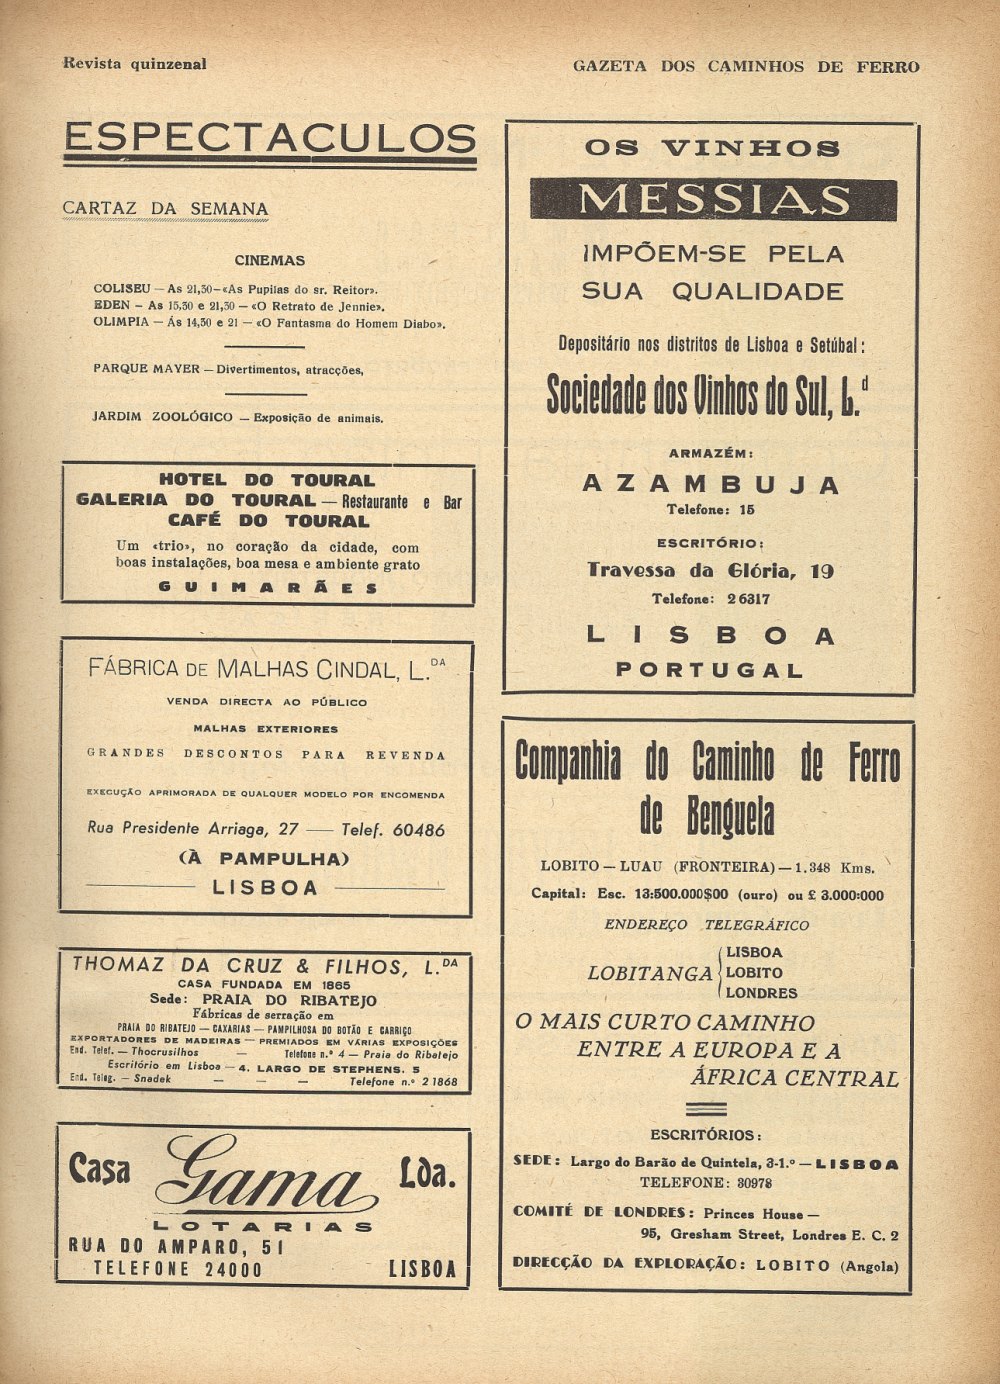 Revista quinzenal
GAZETA DOS CAMINHOS DE FERRO
ESPECTACULOS
CARTAZ DA SEMANA
CINEMAS
COLISEU — As 21,30—«As Pupilas do sr. Reitor».
EDEN — As 15,30 e 21,30 — «O Retrato de Jennie».
OLIMPIA — Ás 14,30 e 21 — «O Fantasma do Homem Diabo».
PARQUE MAYER — Divertimentos, atracções,
JARDIM ZOOLÓGICO — Exposição de animais.
HOTEL DO TOURAL
GALERIA DO TOURAL — Restaurante e Bar
CAFÉ DO TOURAL
Um «trio», no coração da cidade, com
boas instalações, boa mesa e ambiente grato
GUIMARÃES
FÁBRICA DE MALHAS CINDAL, L.DA
VENDA DIRECTA AO PÚBLICO
MALHAS EXTERIORES
GRANDES DESCONTOS PARA REVENDA
EXECUÇÃO APRIMORADA DE QUALQUER MODELO POR ENCOMENDA
Rua Presidente Arriaga, 27 — Telef. 60486
(À PAMPULHA)
LISBOA
THOMAZ DA CRUZ & FILHOS, L.DA
CASA FUNDADA EM 1865
Sede: PRAIA DO RIBATEJO
Fábricas de serração em
PRAIA DO RIBATEJO — CAXARIAS — PAMPILHOSA DO BOTÃO E CARRIÇO
EXPORTADORES DE MADEIRAS — PREMIADOS EM VÁRIAS EXPOSIÇÕES
End. Telef. — Thocrusilhos — Telefone n.º 4 — Praia do Ribatejo
Escritório em Lisboa — 4, LARGO DE STEPHENS, 5
End. Teleg. — Snadek — — — Telefone n.º 21868
Casa Gama Lda.
LOTARIAS
RUA DO AMPARO, 51
TELEFONE 24000 LISBOA
OS VINHOS
MESSIAS
IMPÕEM-SE PELA
SUA QUALIDADE
Depositário nos distritos de Lisboa e Setúbal:
Sociedade dos Vinhos do Sul, L.d
ARMAZÉM:
AZAMBUJA
Telefone: 15
ESCRITÓRIO:
Travessa da Glória, 19
Telefone: 26317
LISBOA
PORTUGAL
Companhia do Caminho de Ferro
de Benguela
LOBITO — LUAU (FRONTEIRA) — 1.348 Kms.
Capital: Esc. 13:500.000$00 (ouro) ou £ 3.000:000
ENDEREÇO TELEGRÁFICO
LOBITANGA
LISBOA
LOBITO
LONDRES
O MAIS CURTO CAMINHO
ENTRE A EUROPA E A
ÁFRICA CENTRAL
ESCRITÓRIOS:
SEDE: Largo do Barão de Quintela, 3-1.º — LISBOA
TELEFONE: 30978
COMITÉ DE LONDRES: Princes House —
95, Gresham Street, Londres E. C. 2
DIRECÇÃO DA EXPLORAÇÃO: LOBITO (Angola)